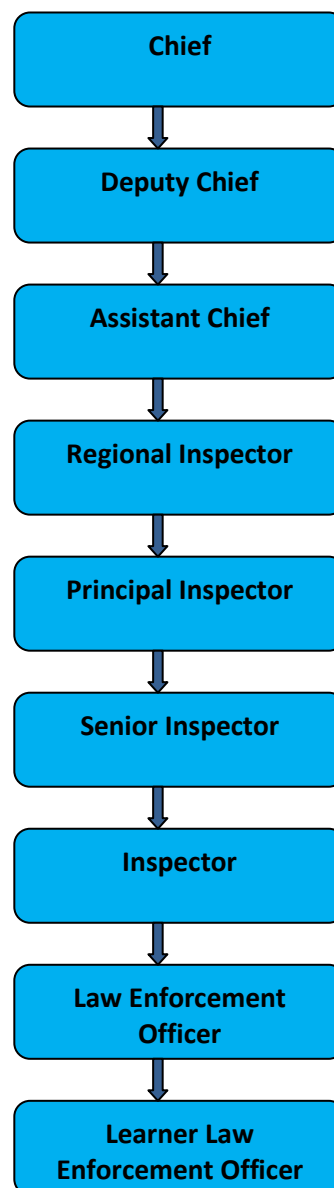 Chief
Deputy Chief
Assistant Chief
Regional Inspector
Principal Inspector
Senior Inspector
Inspector
Law Enforcement
Officer
Learner Law
Enforcement Officer